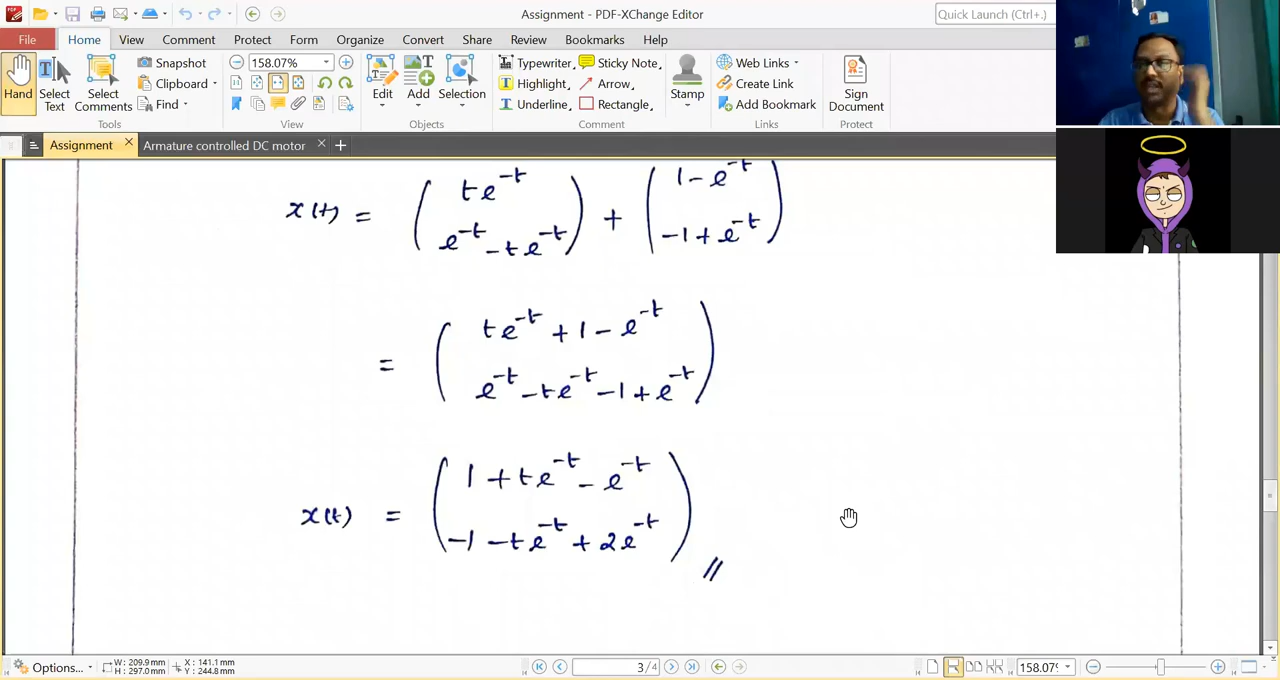 Assignment - PDF-XChange Editor
Quick Launch (Ctrl+.)
File Home View Comment Protect Form Organize Convert Share Review Bookmarks Help
Hand
Select Text
Select Comments
Snapshot
Clipboard
Find
Tools
158.07%
View
Edit
Add
Selection
Objects
Typewriter
Highlight
Underline
Sticky Note
Arrow
Rectangle
Stamp
Comment
Web Links
Create Link
Add Bookmark
Links
Sign Document
Protect
Assignment
Armature controlled DC motor
x(t) = ( te^{-t} ; e^{-t} - te^{-t} ) + ( 1 - e^{-t} ; -1 + e^{-t} )
= ( te^{-t} + 1 - e^{-t} ; e^{-t} - te^{-t} - 1 + e^{-t} )
x(t) = ( 1 + te^{-t} - e^{-t} ; -1 - te^{-t} + 2e^{-t} ) //
Options...
W: 209.9 mm
H: 297.0 mm
X: 141.1 mm
Y: 244.8 mm
3 / 4
158.07%